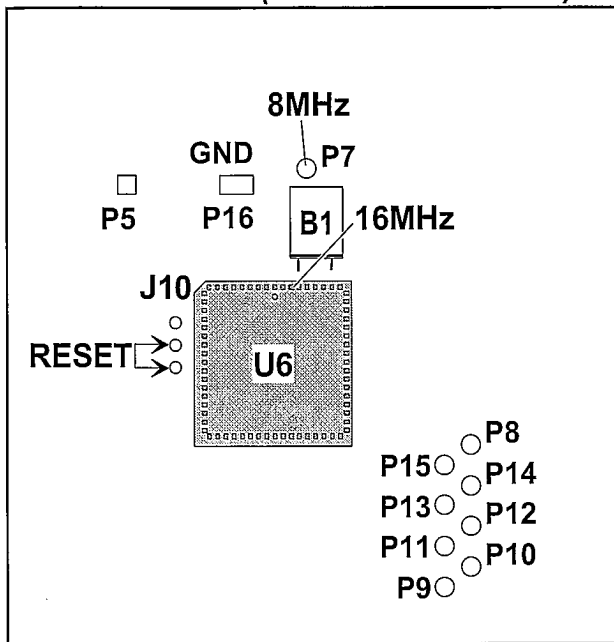 8MHz
GND
P7
P5
P16
B1
16MHz
J10
RESET
U6
P8
P15
P14
P13
P12
P11
P10
P9